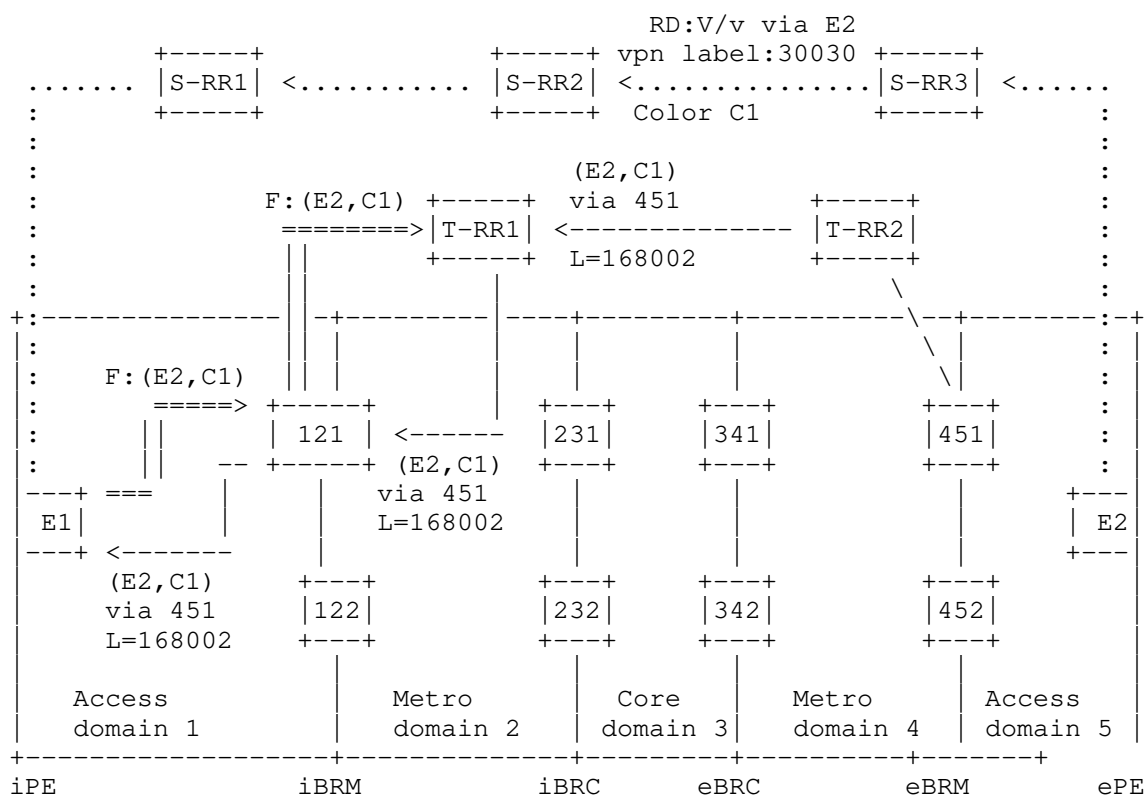 RD:V/v via E2
vpn label:30030
S-RR1 S-RR2 S-RR3
Color C1
(E2,C1)
F:(E2,C1) via 451
T-RR1 T-RR2
L=168002
F:(E2,C1)
121 231 341 451
(E2,C1)
via 451
E1 L=168002 E2
(E2,C1)
via 451 122 232 342 452
L=168002
Access Metro Core Metro Access
domain 1 domain 2 domain 3 domain 4 domain 5
iPE iBRM iBRC eBRC eBRM ePE